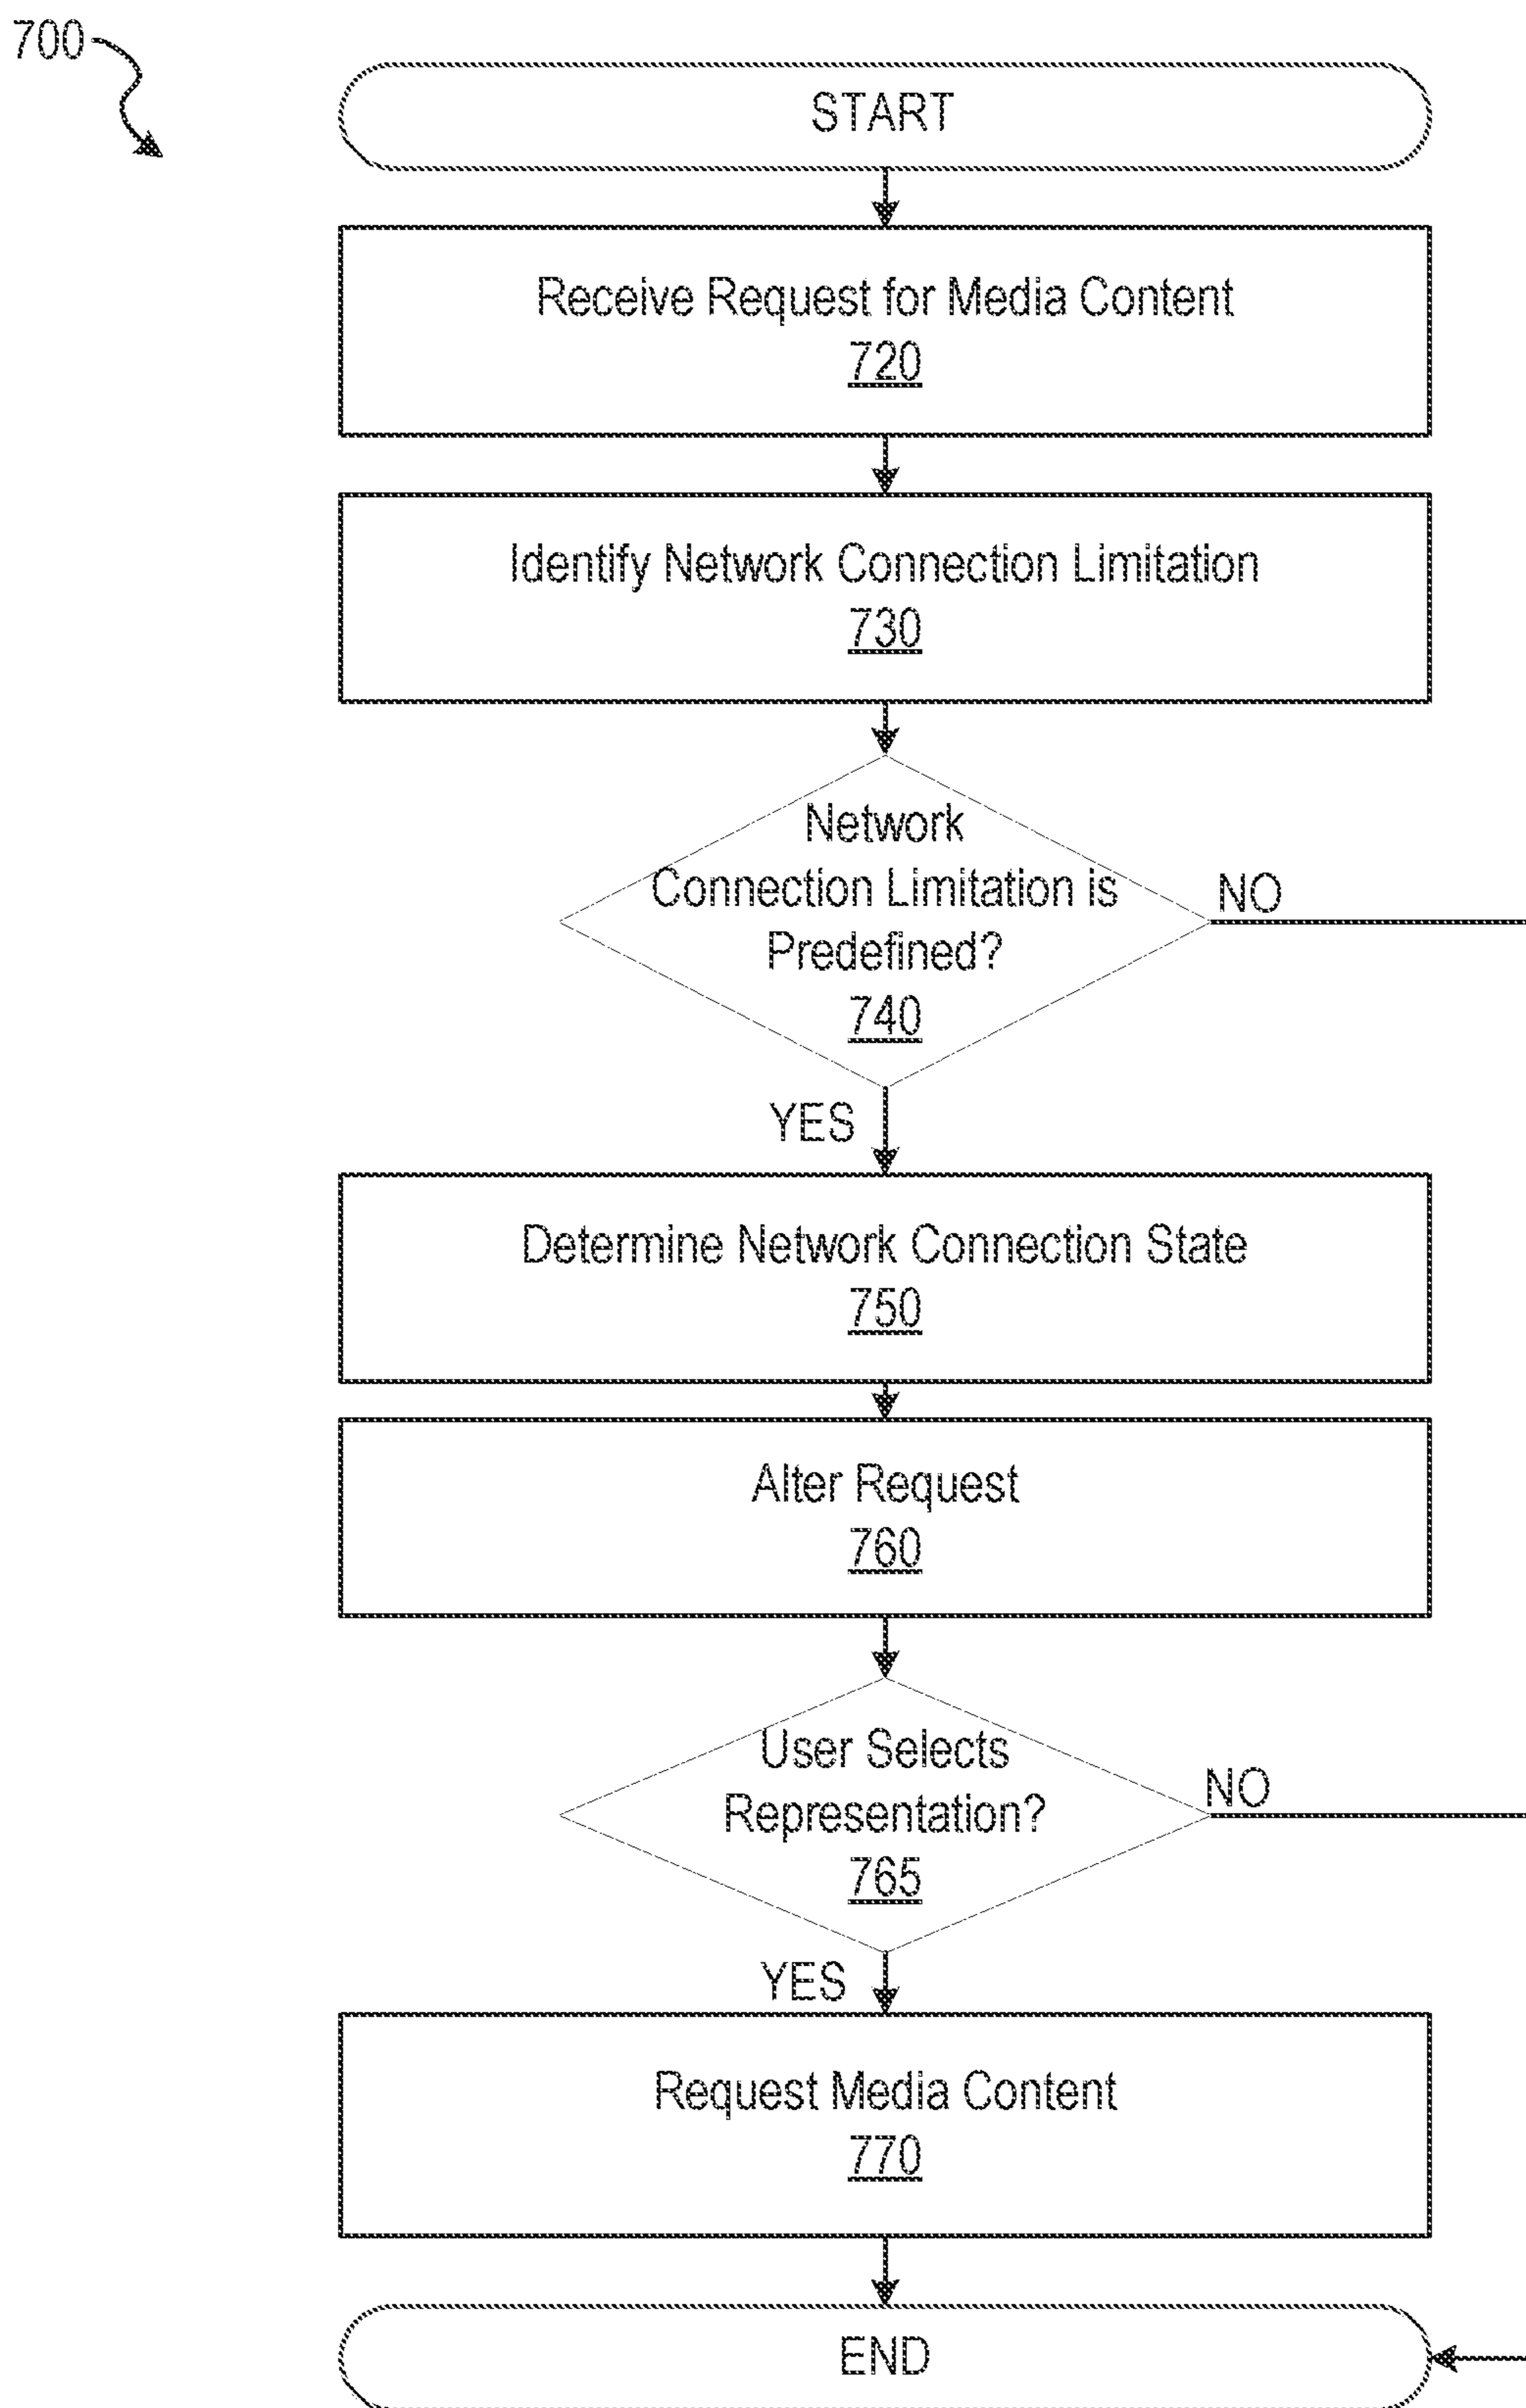 700
START
Receive Request for Media Content
720
Identify Network Connection Limitation
730
Network
Connection Limitation is
Predefined?
740
NO
YES
Determine Network Connection State
750
Alter Request
760
User Selects
Representation?
765
NO
YES
Request Media Content
770
END